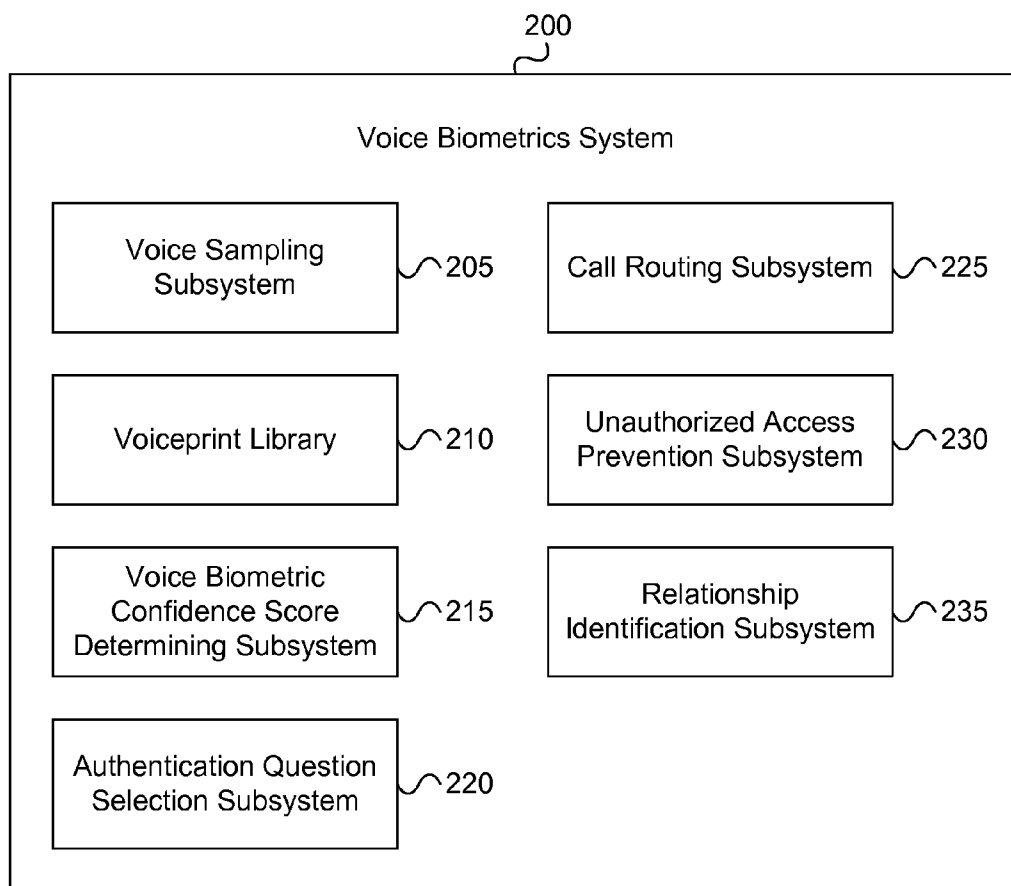 200
Voice Biometrics System
Voice Sampling
Subsystem
205
Voiceprint Library
210
Voice Biometric
Confidence Score
Determining Subsystem
215
Authentication Question
Selection Subsystem
220
Call Routing Subsystem
225
Unauthorized Access
Prevention Subsystem
230
Relationship
Identification Subsystem
235